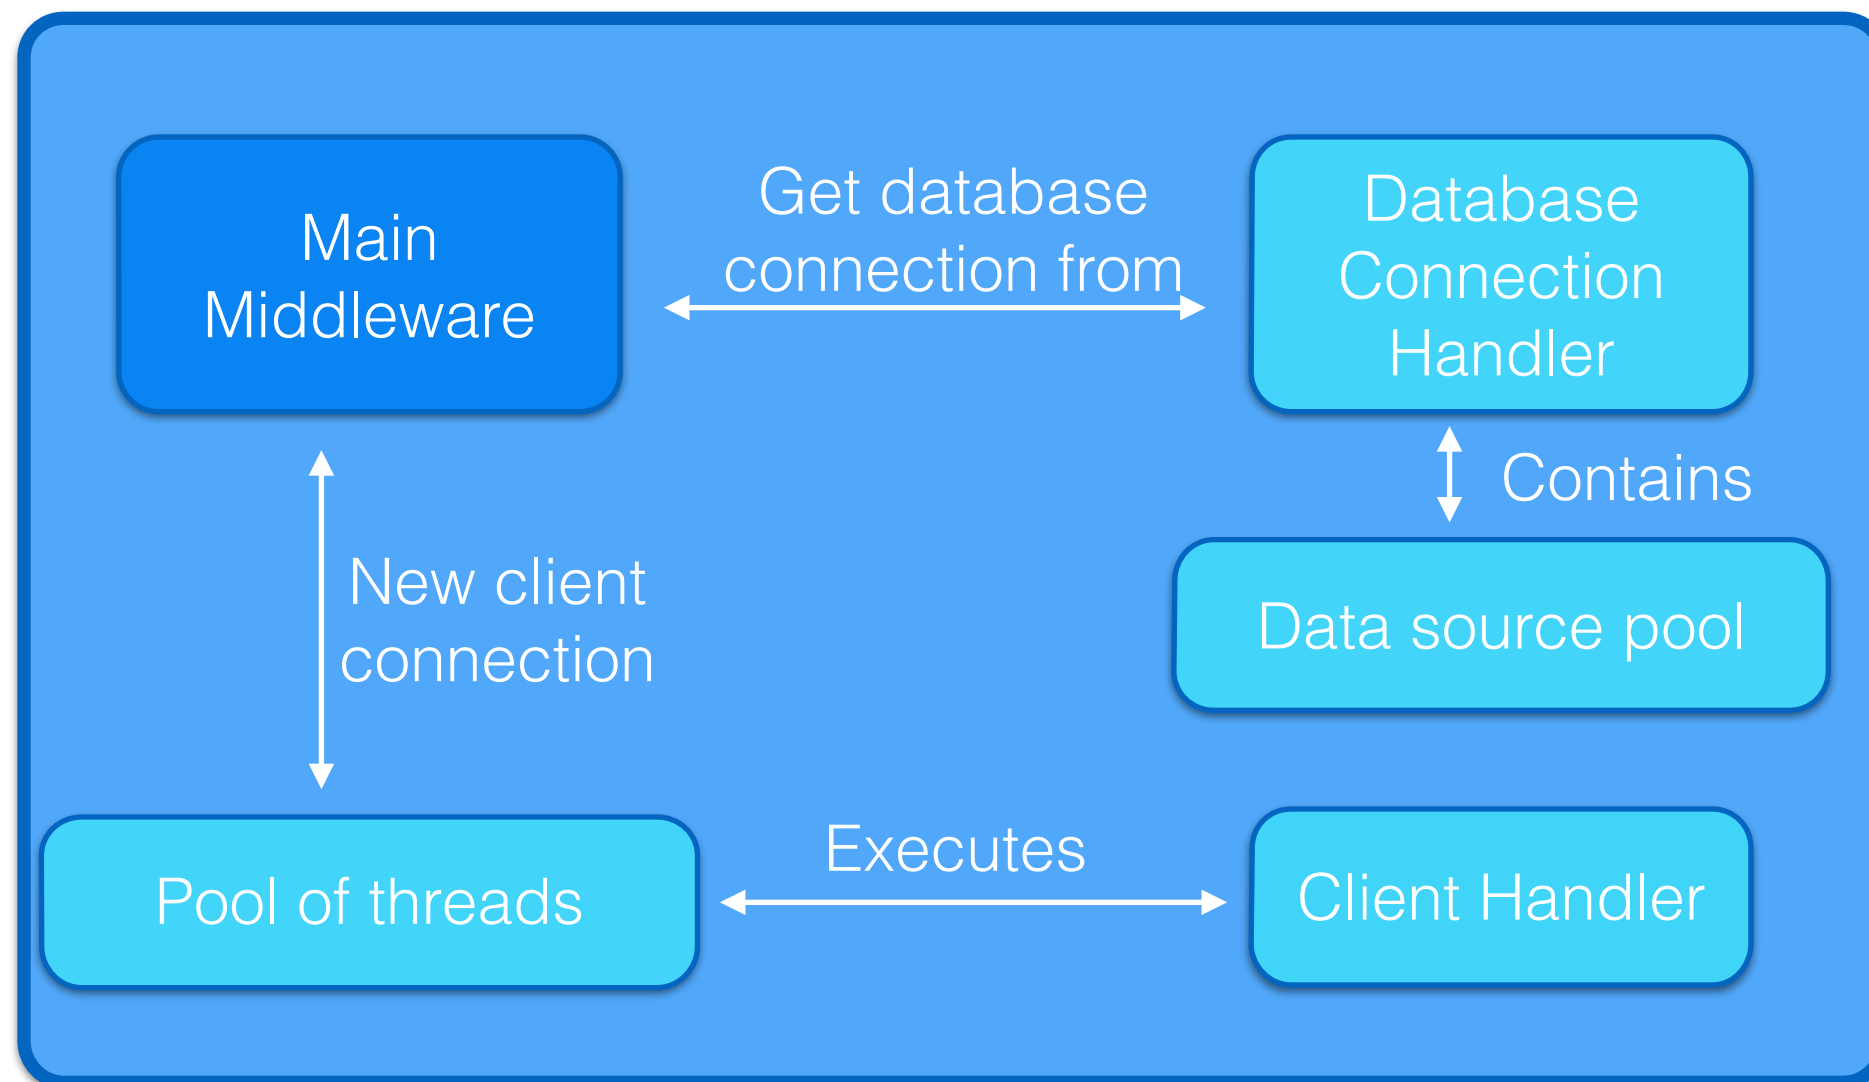 Main
Middleware
Get database
connection from
Database
Connection
Handler
Contains
New client
connection
Data source pool
Executes
Pool of threads
Client Handler